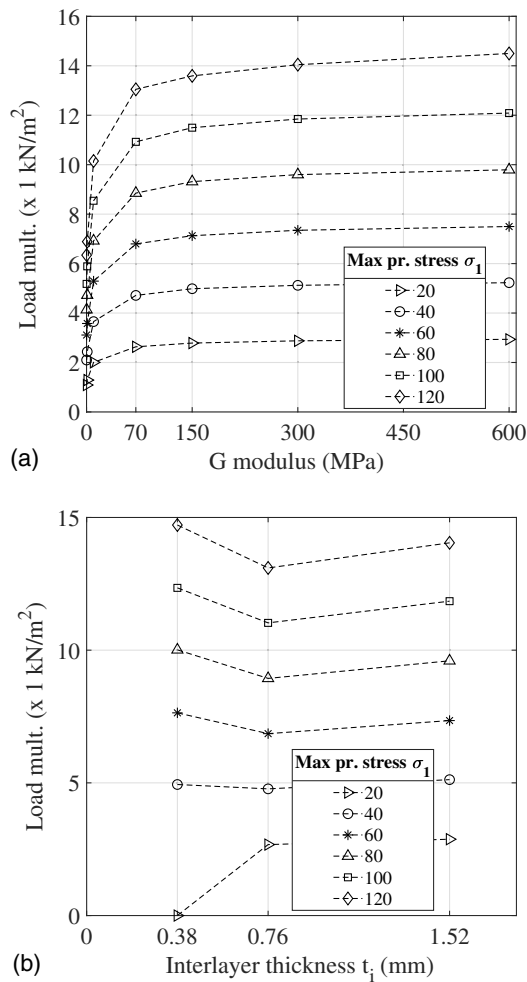 16
14
12
10
8
6
4
2
0
Load mult. (x 1 kN/m²)
Max pr. stress σ₁
20
40
60
80
100
120
0 70 150 300 450 600
G modulus (MPa)
(a)
15
10
5
0
Load mult. (x 1 kN/m²)
Max pr. stress σ₁
20
40
60
80
100
120
0 0.38 0.76 1.52
Interlayer thickness tᵢ (mm)
(b)